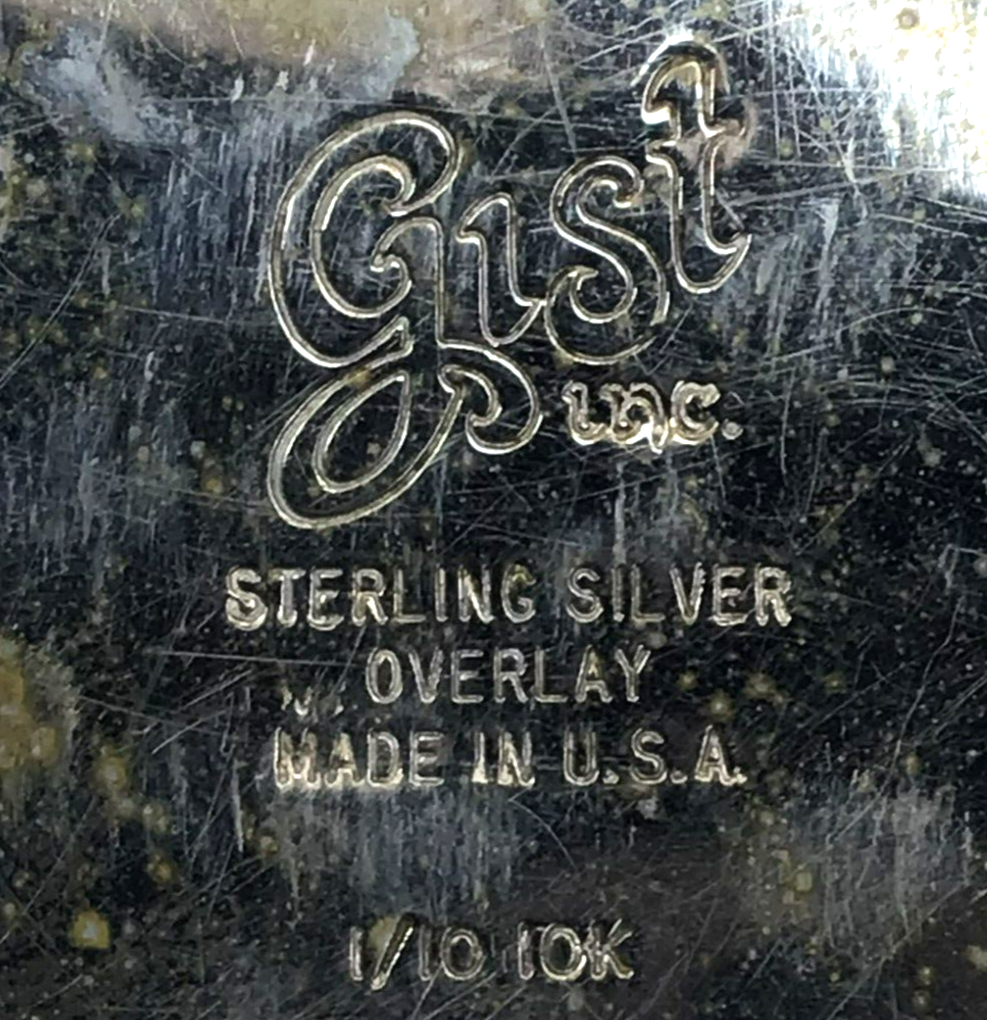 Gist
inc.
STERLING SILVER
OVERLAY
MADE IN U.S.A.
1/10 10K